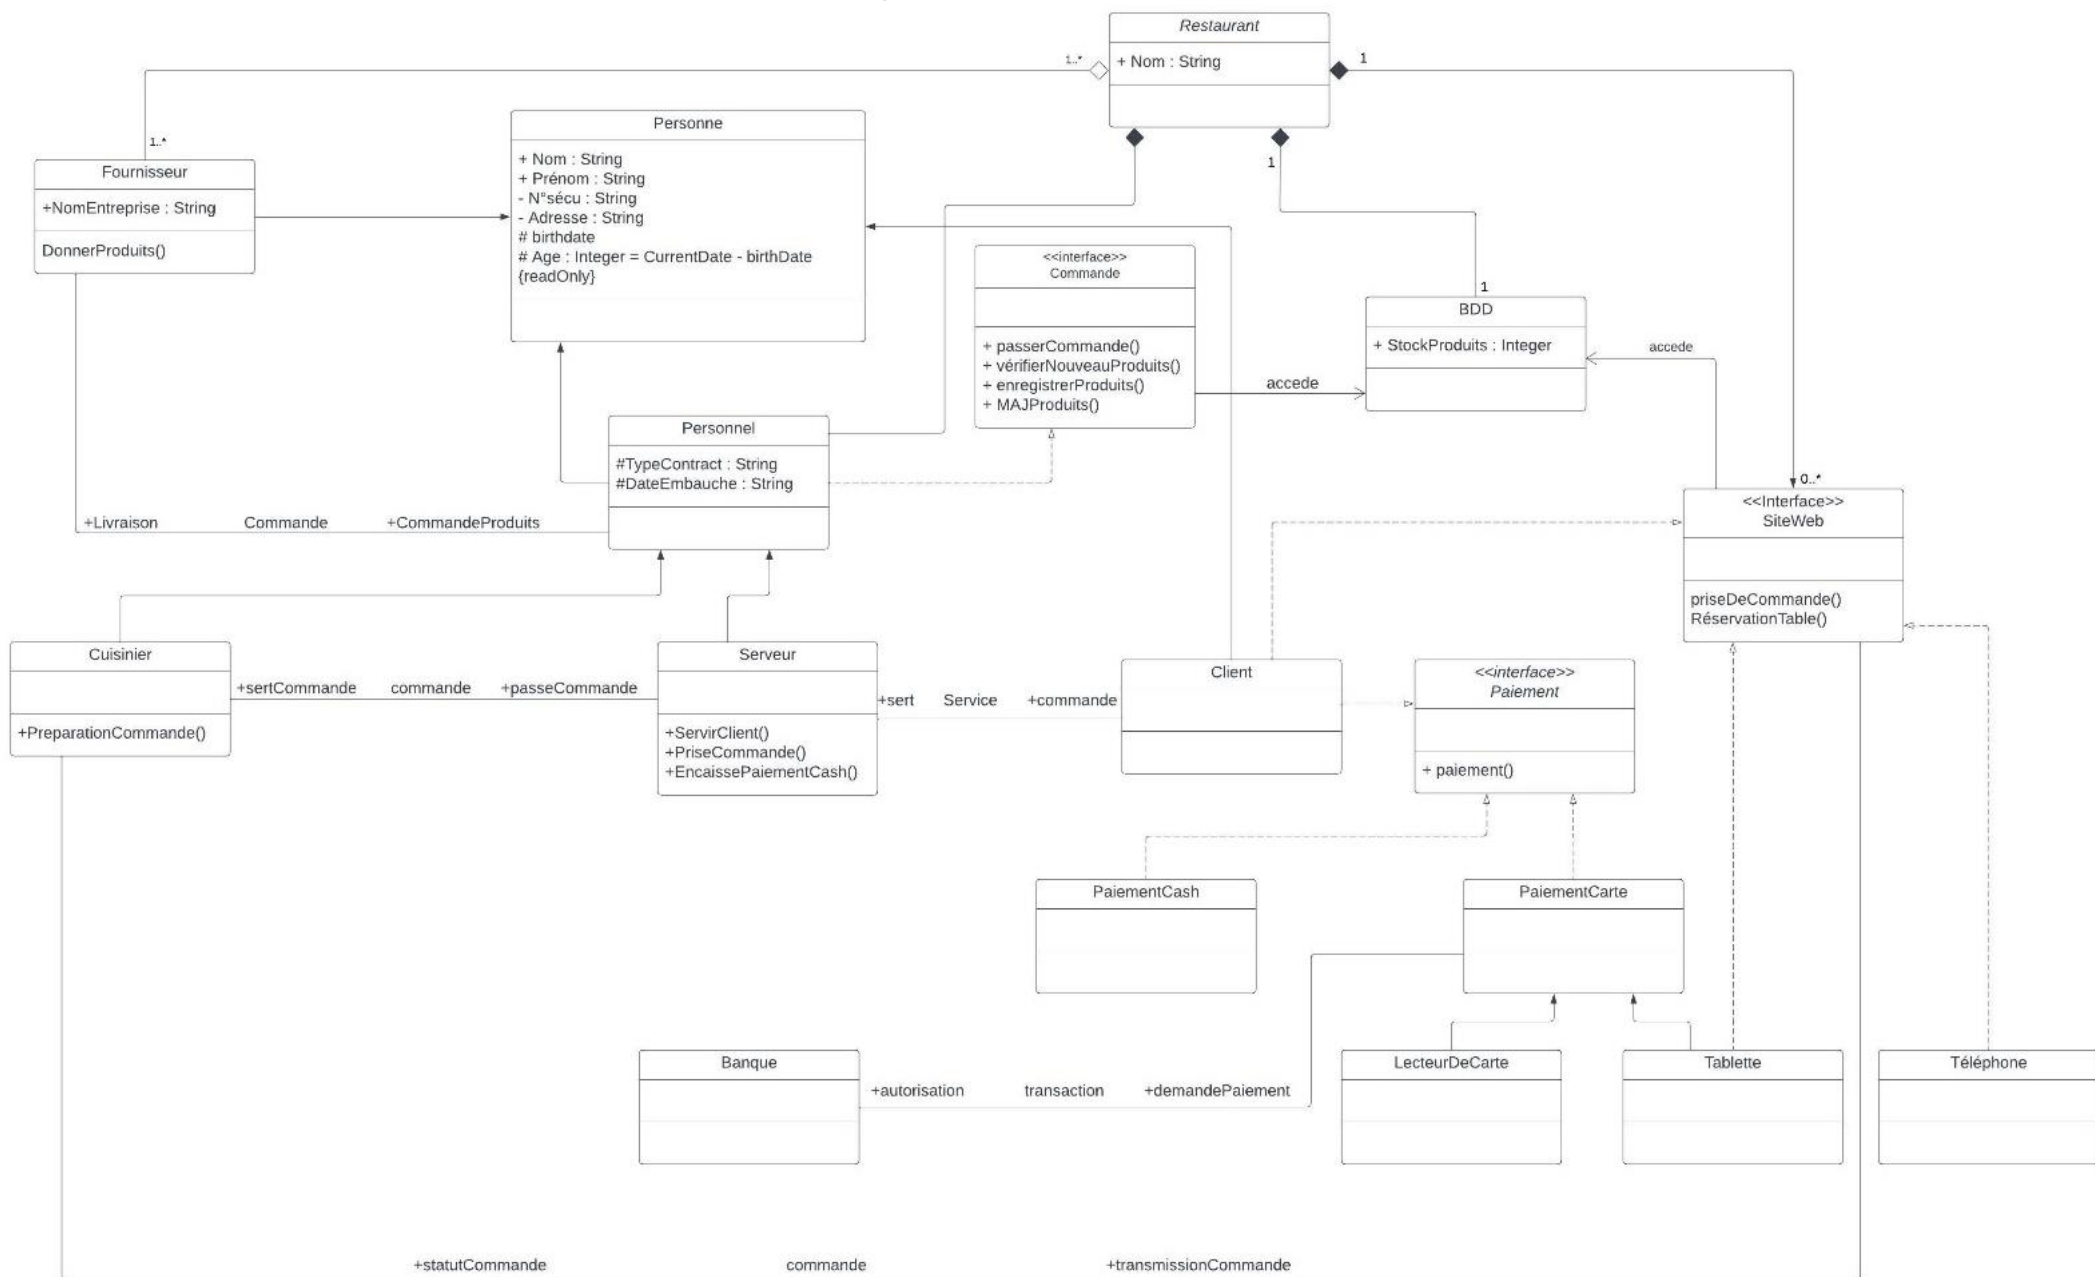 Restaurant
+ Nom : String
1..*
1
1..*
1
Personne
+ Nom : String
+ Prénom : String
- N°sécu : String
- Adresse : String
# birthdate
# Age : Integer = CurrentDate - birthDate
{readOnly}
Fournisseur
+NomEntreprise : String
DonnerProduits()
<<interface>>
Commande
+ passerCommande()
+ vérifierNouveauProduits()
+ enregistrerProduits()
+ MAJProduits()
accede
1
BDD
+ StockProduits : Integer
accede
Personnel
#TypeContract : String
#DateEmbauche : String
+Livraison
Commande
+CommandeProduits
0..*
<<Interface>>
SiteWeb
priseDeCommande()
RéservationTable()
Cuisinier
+PreparationCommande()
+sertCommande
commande
+passeCommande
Serveur
+ServirClient()
+PriseCommande()
+EncaissePaiementCash()
+sert
Service
+commande
Client
<<interface>>
Paiement
+ paiement()
PaiementCash
PaiementCarte
Banque
+autorisation
transaction
+demandePaiement
LecteurDeCarte
Tablette
Téléphone
+statutCommande
commande
+transmissionCommande